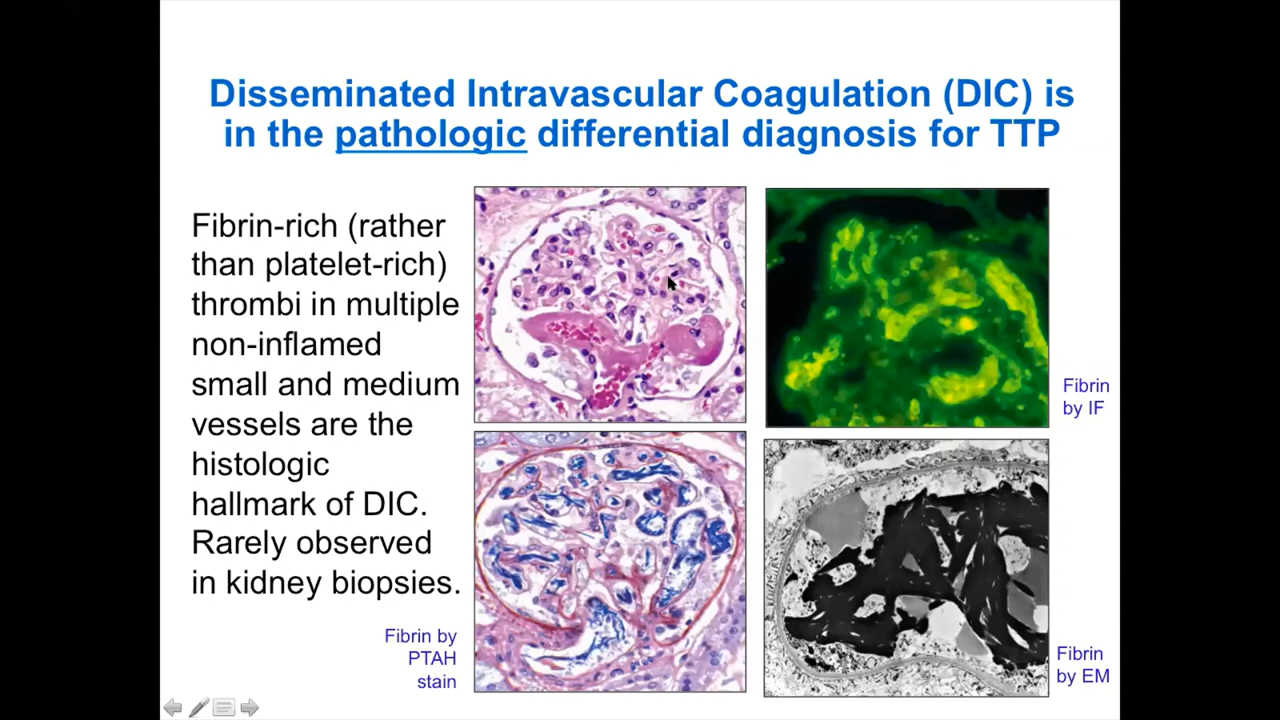 Disseminated Intravascular Coagulation (DIC) is
in the pathologic differential diagnosis for TTP
Fibrin-rich (rather
than platelet-rich)
thrombi in multiple
non-inflamed
small and medium
vessels are the
histologic
hallmark of DIC.
Rarely observed
in kidney biopsies.
Fibrin
by IF
Fibrin by
PTAH
stain
Fibrin
by EM